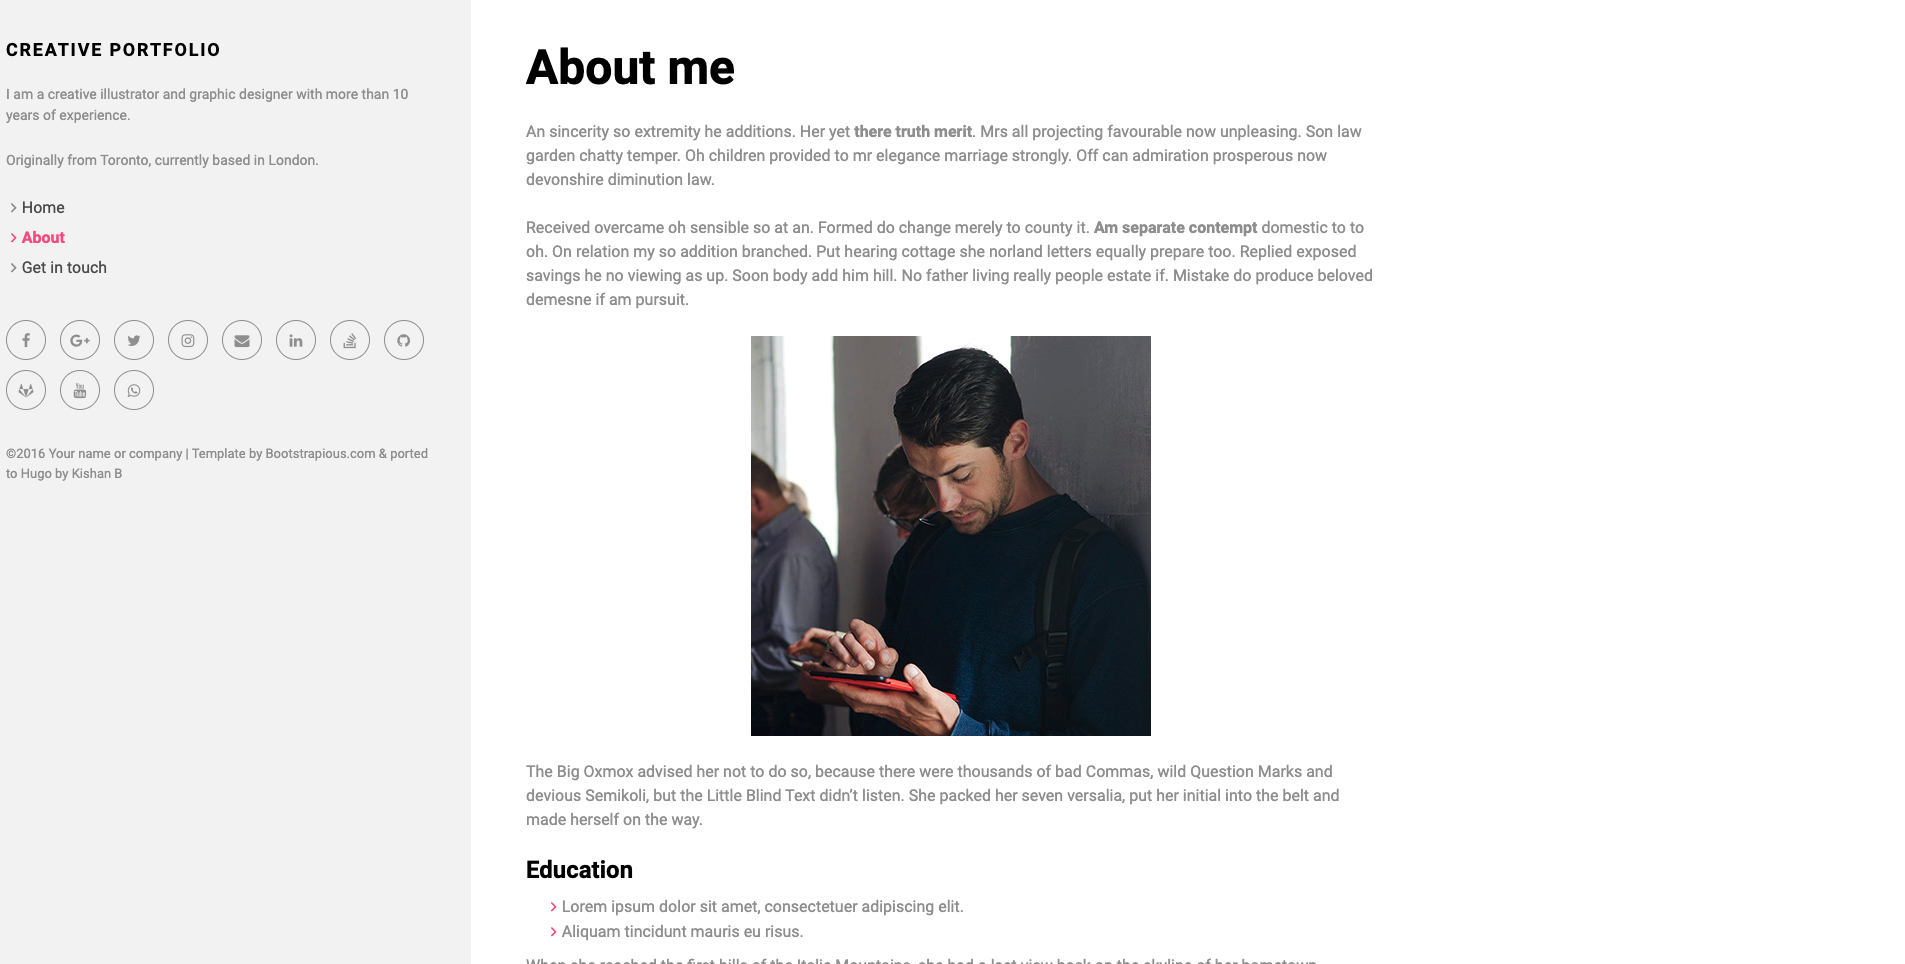 CREATIVE PORTFOLIO
I am a creative illustrator and graphic designer with more than 10
years of experience.
Originally from Toronto, currently based in London.
Home
About
Get in touch
©2016 Your name or company | Template by Bootstrapious.com & ported
to Hugo by Kishan B
About me
An sincerity so extremity he additions. Her yet there truth merit. Mrs all projecting favourable now unpleasing. Son law
garden chatty temper. Oh children provided to mr elegance marriage strongly. Off can admiration prosperous now
devonshire diminution law.
Received overcame oh sensible so at an. Formed do change merely to county it. Am separate contempt domestic to to
oh. On relation my so addition branched. Put hearing cottage she norland letters equally prepare too. Replied exposed
savings he no viewing as up. Soon body add him hill. No father living really people estate if. Mistake do produce beloved
demesne if am pursuit.
The Big Oxmox advised her not to do so, because there were thousands of bad Commas, wild Question Marks and
devious Semikoli, but the Little Blind Text didn’t listen. She packed her seven versalia, put her initial into the belt and
made herself on the way.
Education
Lorem ipsum dolor sit amet, consectetuer adipiscing elit.
Aliquam tincidunt mauris eu risus.